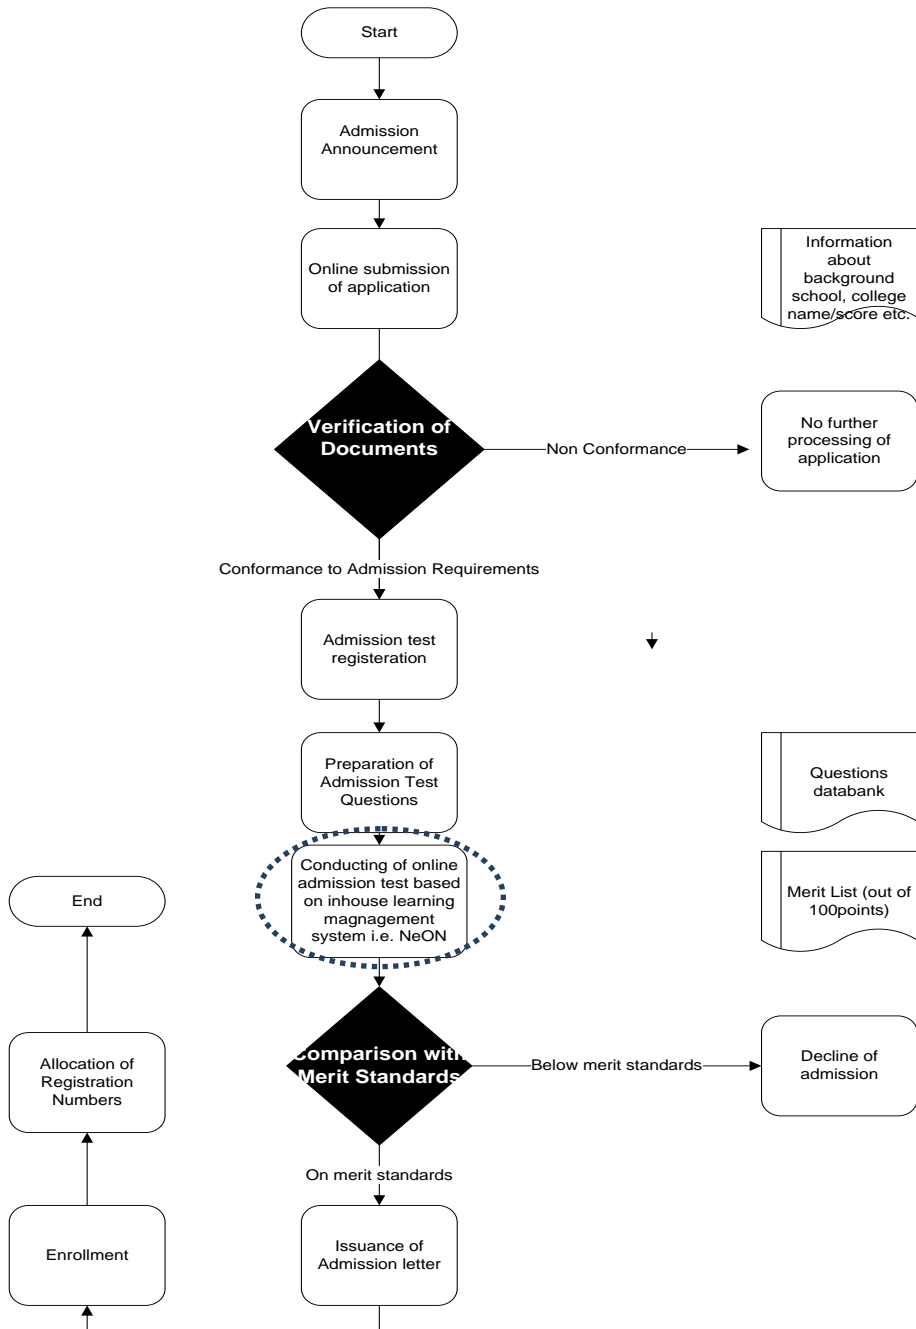 Start
Admission
Announcement
Online submission
of application
Information
about
background
school, college
name/score etc.
Verification of
Documents
Non Conformance
No further
processing of
application
Conformance to Admission Requirements
Admission test
registeration
Preparation of
Admission Test
Questions
Questions
databank
Conducting of online
admission test based
on inhouse learning
magnagement
system i.e. NeON
Merit List (out of
100points)
End
Comparison with
Merit Standards
Below merit standards
Decline of
admission
Allocation of
Registration
Numbers
On merit standards
Issuance of
Admission letter
Enrollment